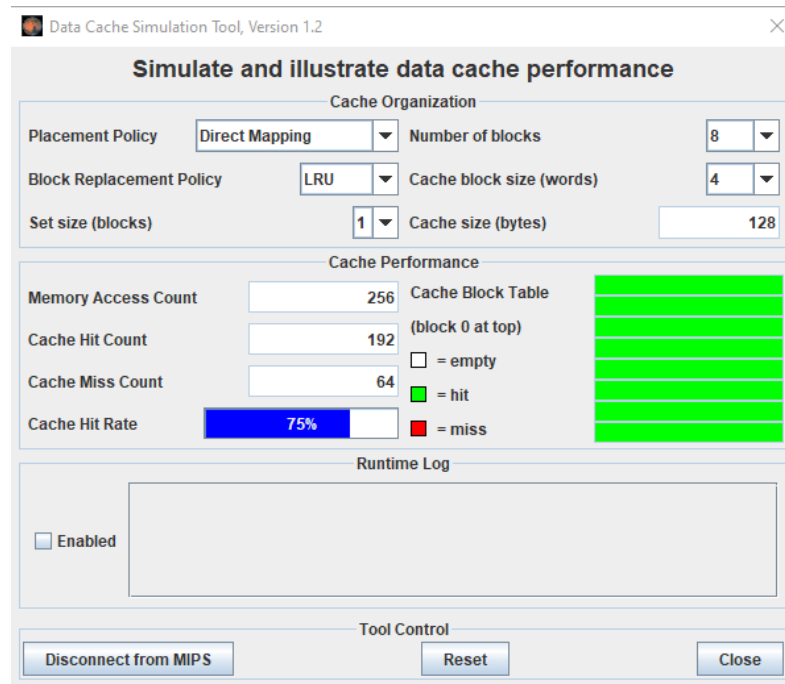 Data Cache Simulation Tool, Version 1.2
Simulate and illustrate data cache performance
Cache Organization
Placement Policy Direct Mapping Number of blocks 8
Block Replacement Policy LRU Cache block size (words) 4
Set size (blocks) 1 Cache size (bytes) 128
Cache Performance
Memory Access Count 256 Cache Block Table
(block 0 at top)
Cache Hit Count 192
= empty
Cache Miss Count 64
= hit
Cache Hit Rate 75%
= miss
Runtime Log
Enabled
Tool Control
Disconnect from MIPS Reset Close